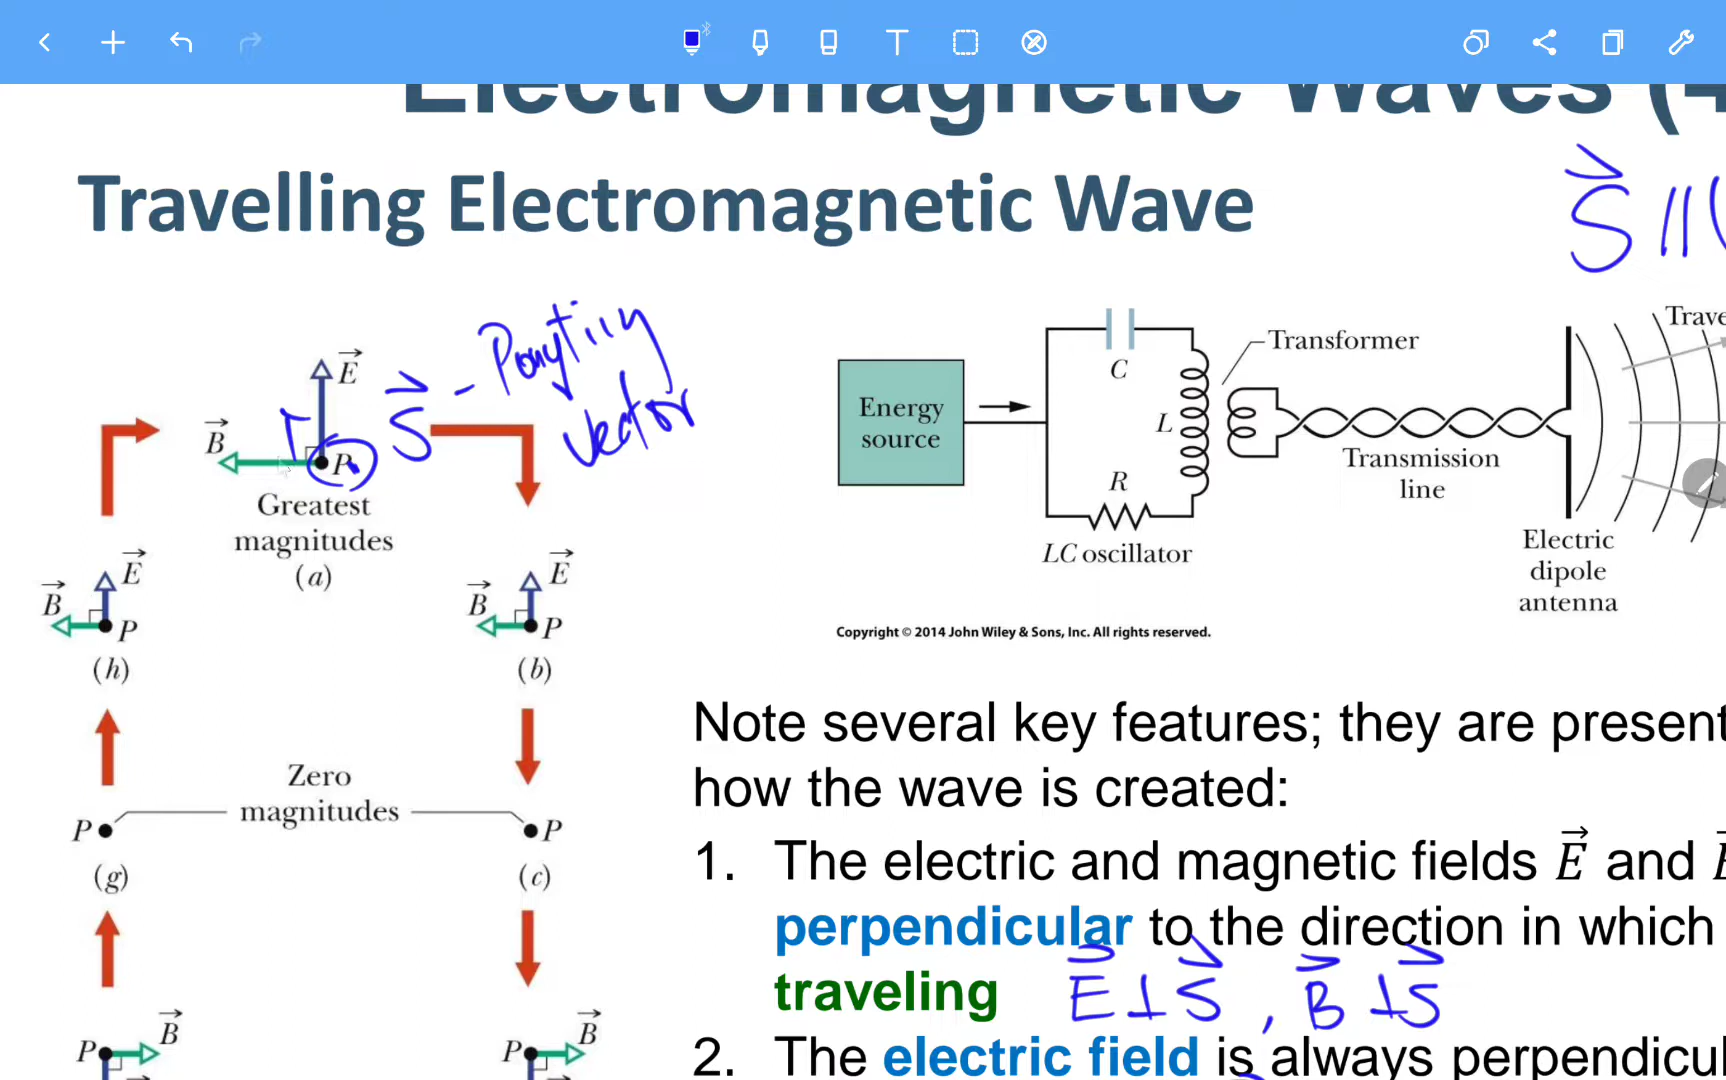 Electromagnetic Waves (4
Travelling Electromagnetic Wave
S ||
E
B
P
S - Ponyting
vector
Greatest
magnitudes
(a)
E
B
P
(h)
E
B
P
(b)
Zero
magnitudes
P
(g)
P
(c)
B
P
B
P
Energy
source
C
L
R
LC oscillator
Transformer
Transmission
line
Electric
dipole
antenna
Trave
Copyright © 2014 John Wiley & Sons, Inc. All rights reserved.
Note several key features; they are present
how the wave is created:
1. The electric and magnetic fields E⃗ and
perpendicular to the direction in which
traveling E⃗ ⊥ S⃗ , B⃗ ⊥ S⃗
2. The electric field is always perpendicul